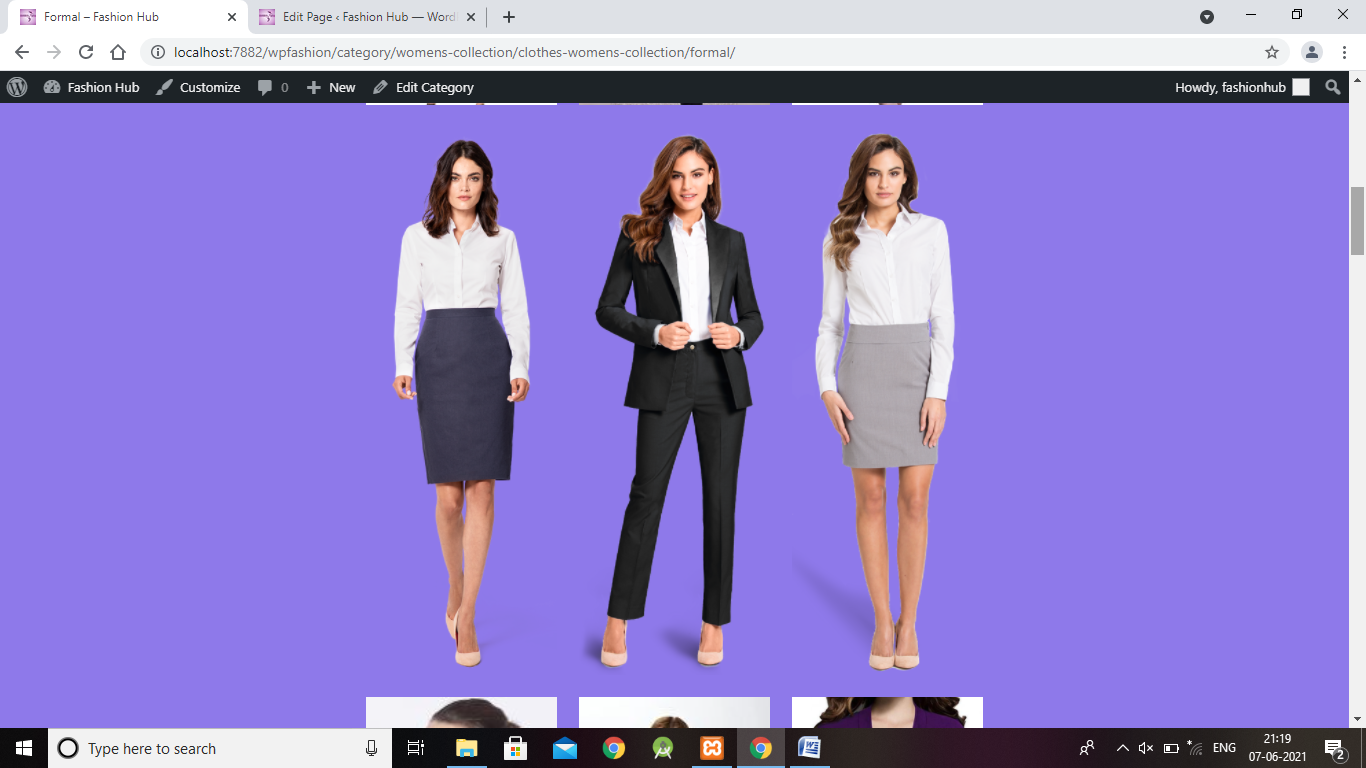 Formal – Fashion Hub
Edit Page ‹ Fashion Hub — Word
localhost:7882/wpfashion/category/womens-collection/clothes-womens-collection/formal/
Fashion Hub Customize 0 New Edit Category Howdy, fashionhub
Type here to search
ENG
21:19
07-06-2021
2